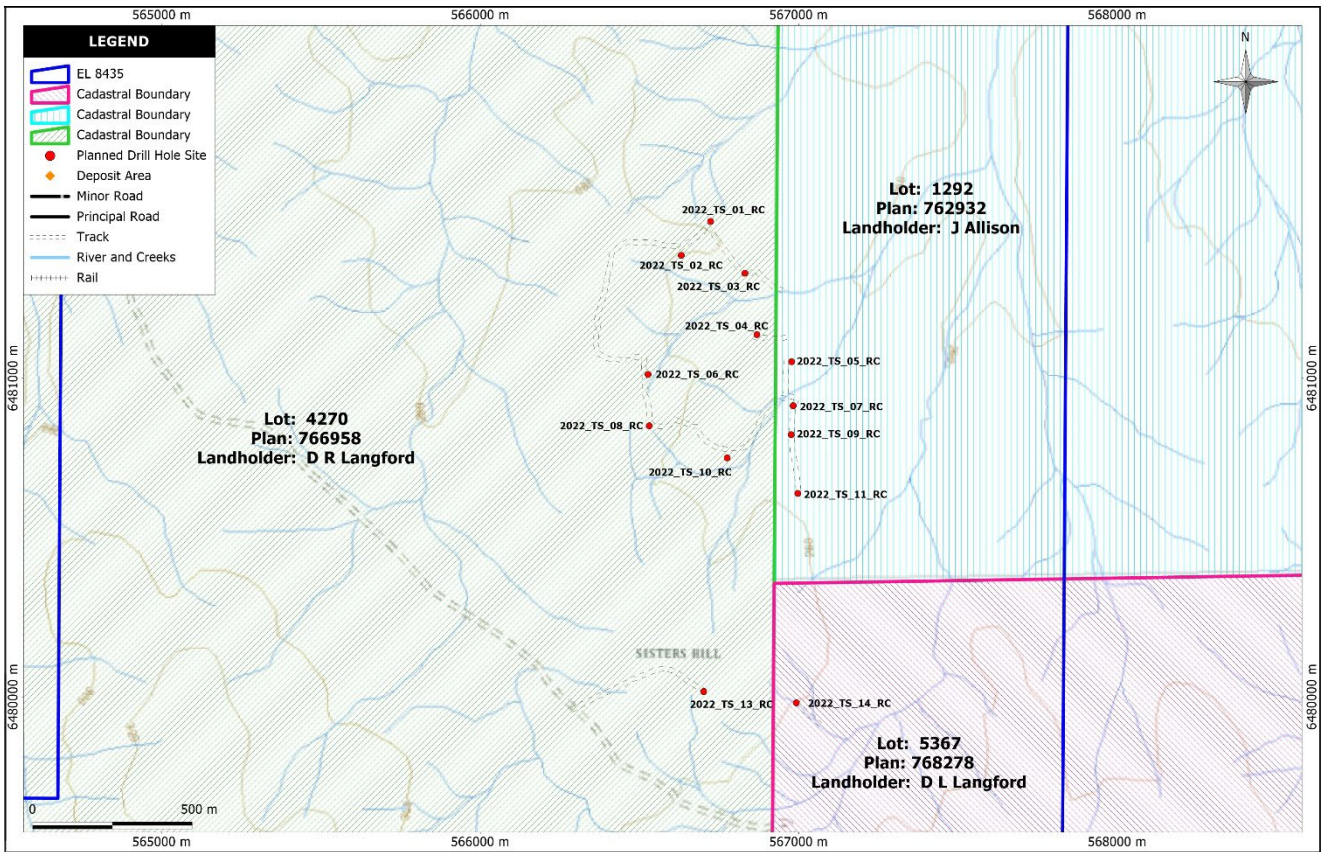 565000 m
566000 m
567000 m
568000 m
LEGEND
EL 8435
Cadastral Boundary
Cadastral Boundary
Cadastral Boundary
Planned Drill Hole Site
Deposit Area
Minor Road
Principal Road
Track
River and Creeks
Rail
N
Lot: 1292
Plan: 762932
Landholder: J Allison
2022_TS_01_RC
2022_TS_02_RC
2022_TS_03_RC
2022_TS_04_RC
2022_TS_05_RC
2022_TS_06_RC
2022_TS_07_RC
2022_TS_08_RC
2022_TS_09_RC
2022_TS_10_RC
2022_TS_11_RC
6481000 m
6481000 m
Lot: 4270
Plan: 766958
Landholder: D R Langford
SISTERS HILL
2022_TS_13_RC
2022_TS_14_RC
6480000 m
6480000 m
Lot: 5367
Plan: 768278
Landholder: D L Langford
0
500 m
565000 m
566000 m
567000 m
568000 m